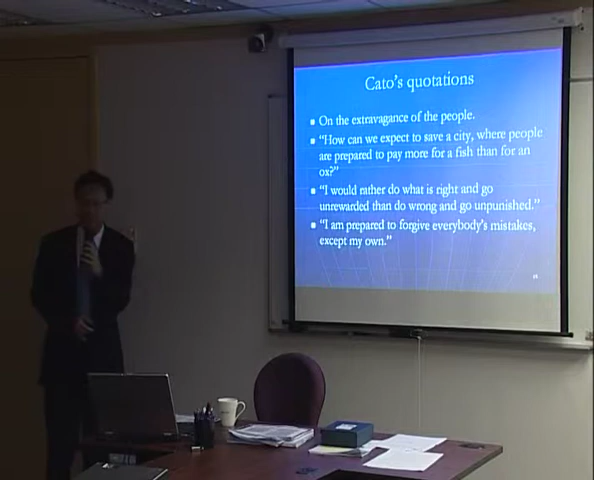 Cato's quotations
On the extravagance of the people.
"How can we expect to save a city, where people
are prepared to pay more for a fish than for an
ox?"
"I would rather do what is right and go
unrewarded than do wrong and go unpunished."
"I am prepared to forgive everybody's mistakes,
except my own."